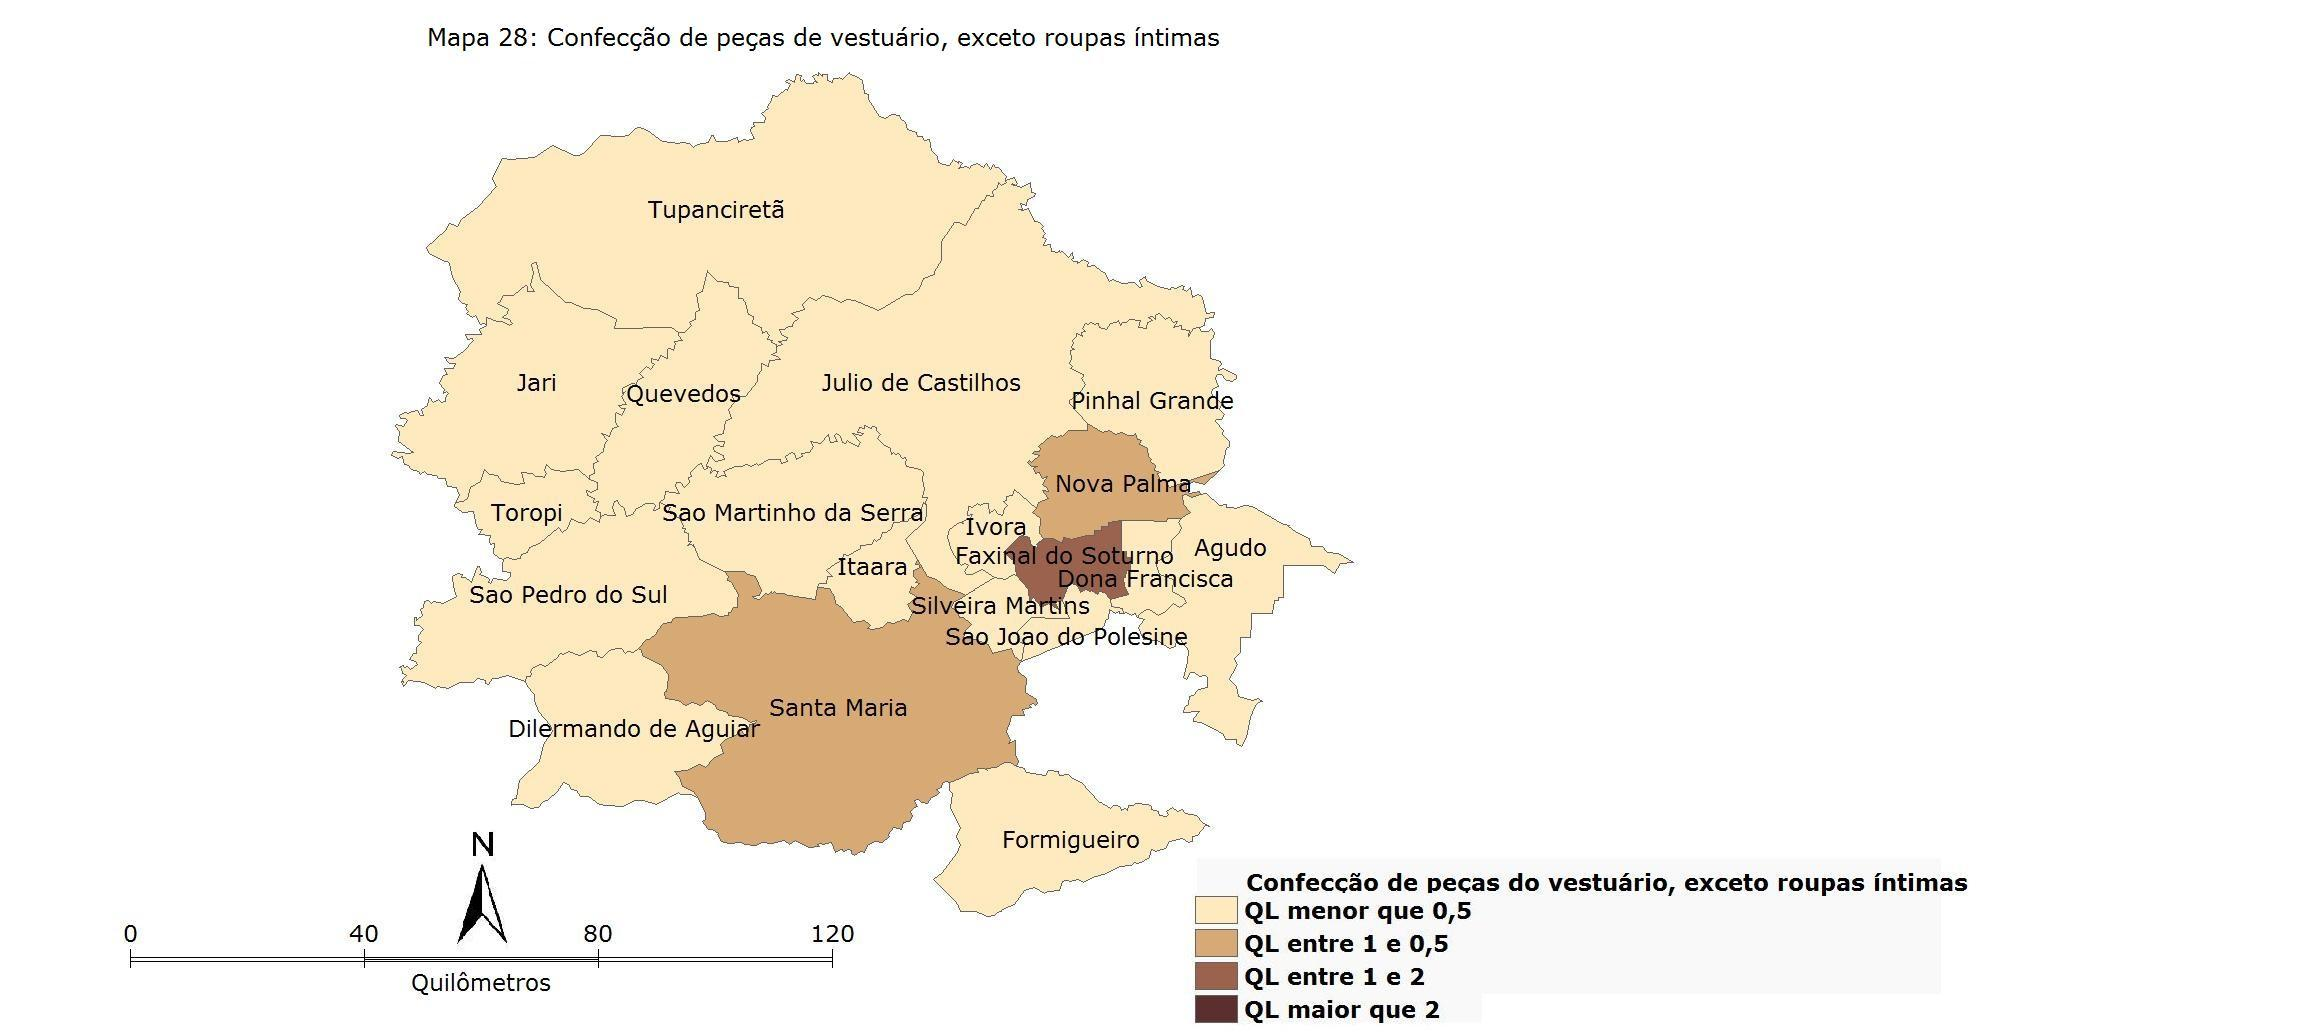 Mapa 28: Confecção de peças de vestuário, exceto roupas íntimas
Tupanciretã
Jari
Quevedos
Julio de Castilhos
Pinhal Grande
Nova Palma
Toropi
Sao Martinho da Serra
Ivora
Faxinal do Soturno
Agudo
Itaara
Dona Francisca
Sao Pedro do Sul
Silveira Martins
Sao Joao do Polesine
Santa Maria
Dilermando de Aguiar
Formigueiro
N
0 40 80 120
Quilômetros
Confecção de peças do vestuário, exceto roupas íntimas
QL menor que 0,5
QL entre 1 e 0,5
QL entre 1 e 2
QL maior que 2